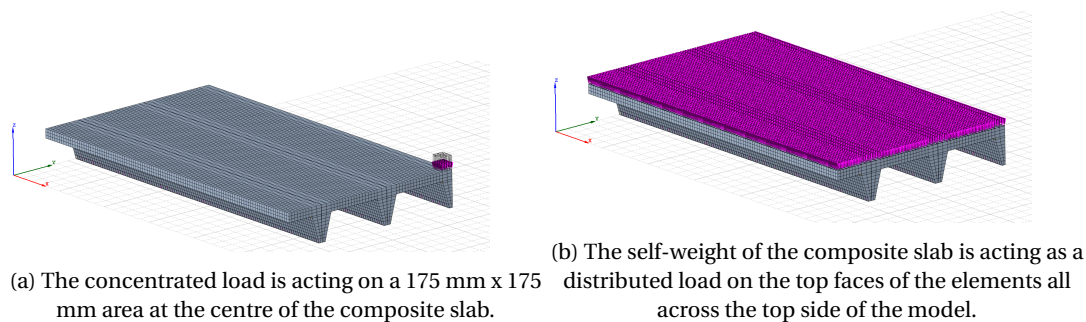 (a) The concentrated load is acting on a 175 mm x 175
mm area at the centre of the composite slab.
(b) The self-weight of the composite slab is acting as a
distributed load on the top faces of the elements all
across the top side of the model.
z
y
x
z
y
x